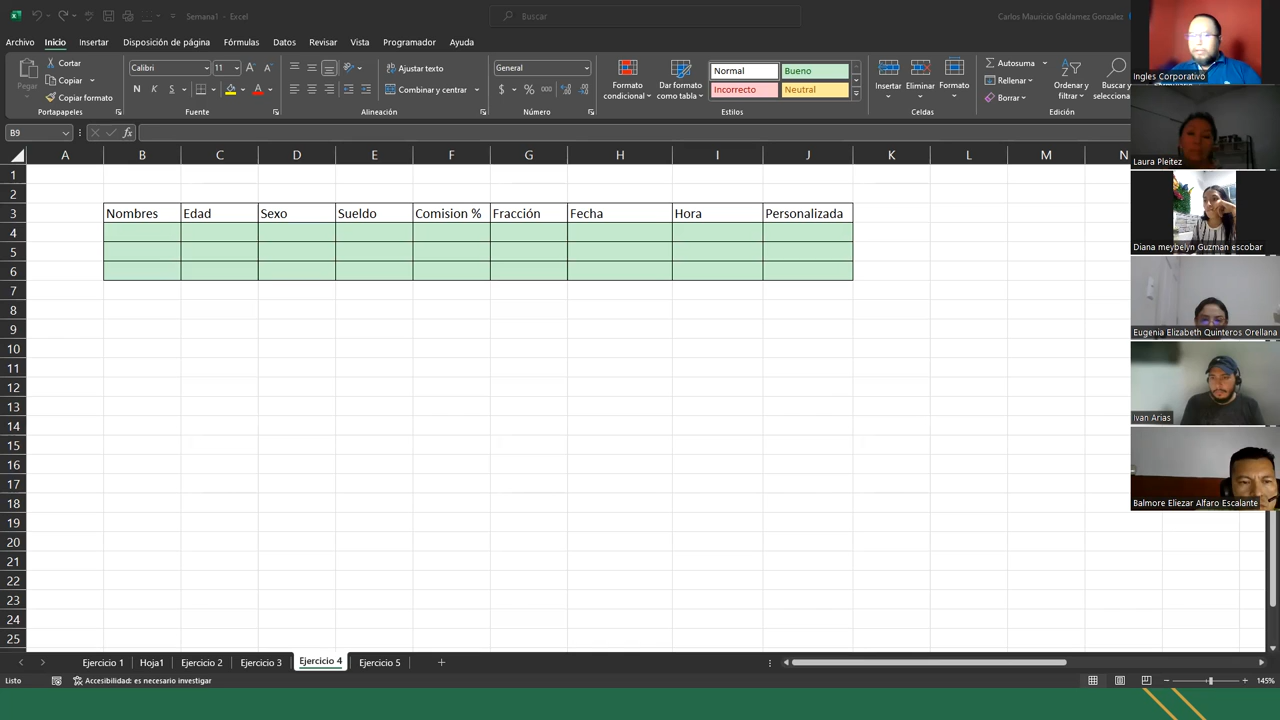 Semana1 - Excel
Buscar
Carlos Mauricio Galdamez Gonzalez
Archivo Inicio Insertar Disposición de página Fórmulas Datos Revisar Vista Programador Ayuda
Pegar
Cortar
Copiar
Copiar formato
Portapapeles
Calibri 11
N K S
Fuente
Ajustar texto
Combinar y centrar
Alineación
General
$ % 000
Número
Formato condicional
Dar formato como tabla
Normal Bueno
Incorrecto Neutral
Estilos
Insertar Eliminar Formato
Celdas
Autosuma
Rellenar
Borrar
Ordenar y filtrar
Buscar y
Edición
B9 fx
A B C D E F G H I J K L M N
1
2
3 Nombres Edad Sexo Sueldo Comision % Fracción Fecha Hora Personalizada
4
5
6
7
8
9
10
11
12
13
14
15
16
17
18
19
20
21
22
23
24
25
Ejercicio 1 Hoja1 Ejercicio 2 Ejercicio 3 Ejercicio 4 Ejercicio 5
Listo Accesibilidad: es necesario investigar 145%
Ingles Corporativo
Laura Pleitez
Diana meybelyn Guzman escobar
Eugenia Elizabeth Quinteros Orellana
Ivan Arias
Balmore Eliezar Alfaro Escalante